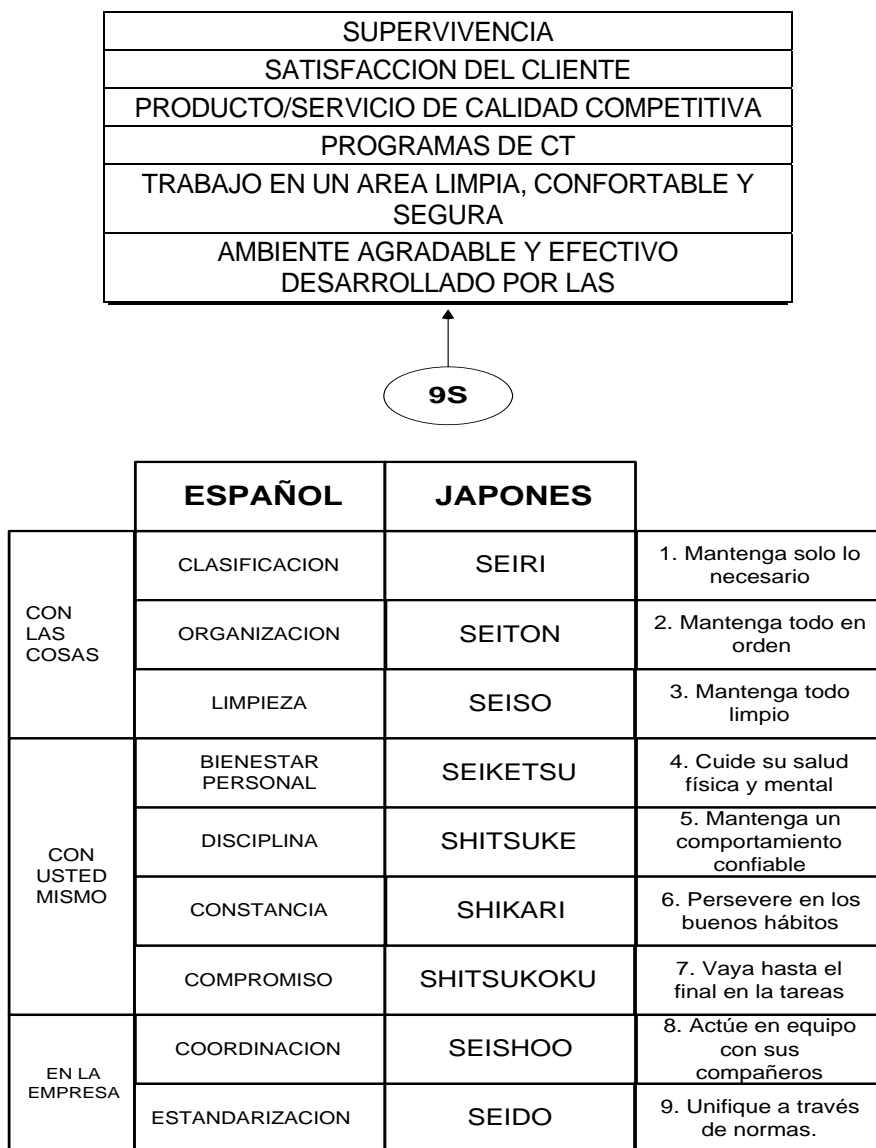 SUPERVIVENCIA
SATISFACCION DEL CLIENTE
PRODUCTO/SERVICIO DE CALIDAD COMPETITIVA
PROGRAMAS DE CT
TRABAJO EN UN AREA LIMPIA, CONFORTABLE Y
SEGURA
AMBIENTE AGRADABLE Y EFECTIVO
DESARROLLADO POR LAS
9S
ESPAÑOL
JAPONES
CON
LAS
COSAS
CLASIFICACION
SEIRI
1. Mantenga solo lo
necesario
ORGANIZACION
SEITON
2. Mantenga todo en
orden
LIMPIEZA
SEISO
3. Mantenga todo
limpio
CON
USTED
MISMO
BIENESTAR
PERSONAL
SEIKETSU
4. Cuide su salud
física y mental
DISCIPLINA
SHITSUKE
5. Mantenga un
comportamiento
confiable
CONSTANCIA
SHIKARI
6. Persevere en los
buenos hábitos
COMPROMISO
SHITSUKOKU
7. Vaya hasta el
final en la tareas
EN LA
EMPRESA
COORDINACION
SEISHOO
8. Actúe en equipo
con sus
compañeros
ESTANDARIZACION
SEIDO
9. Unifique a través
de normas.